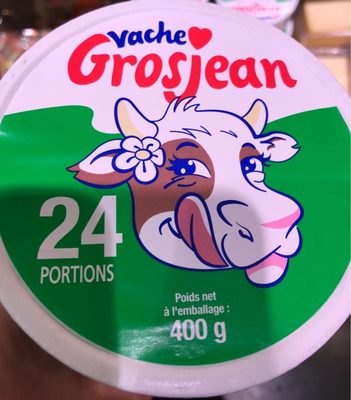 vache
Grosjean
24
PORTIONS
Poids net
à l'emballage :
400 g